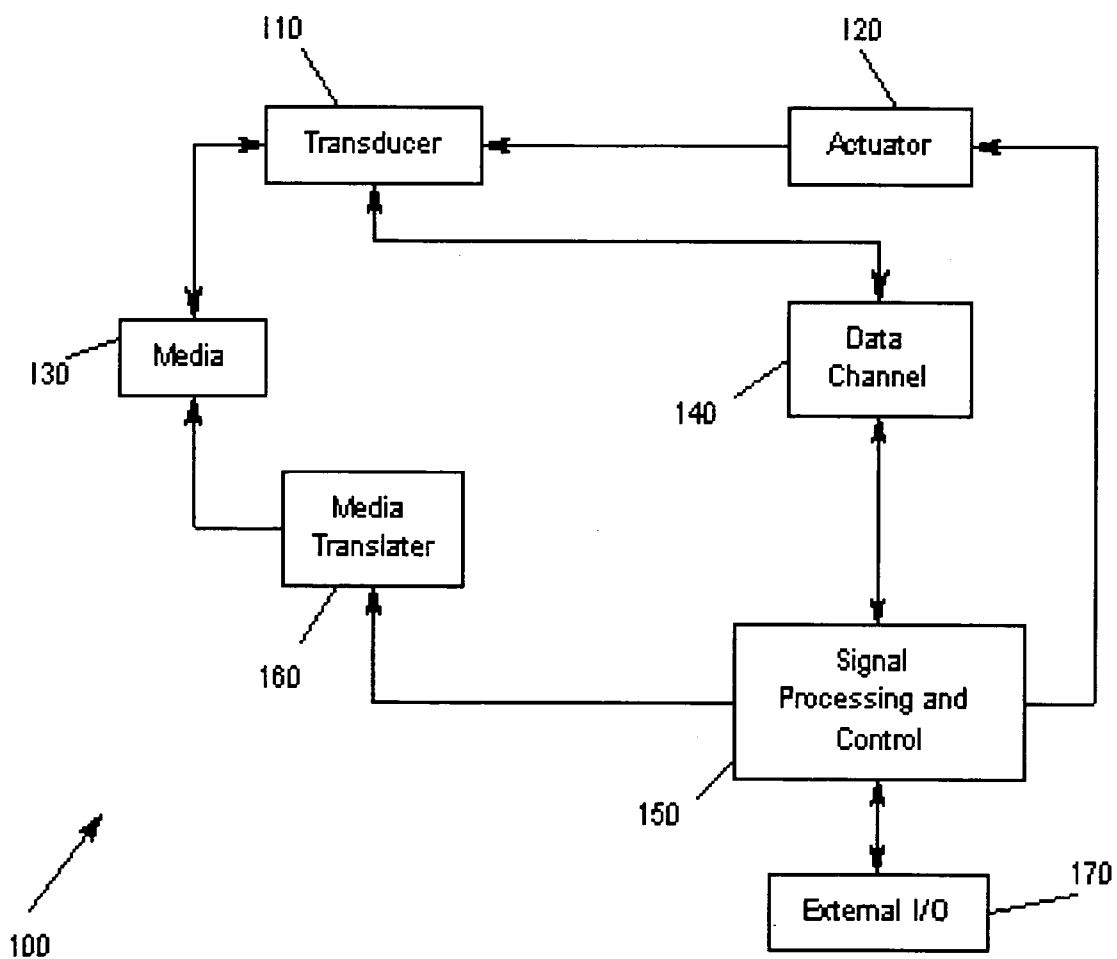 110
120
Transducer
Actuator
Media
130
Data
Channel
140
Media
Translater
160
Signal
Processing and
Control
150
170
External I/O
100